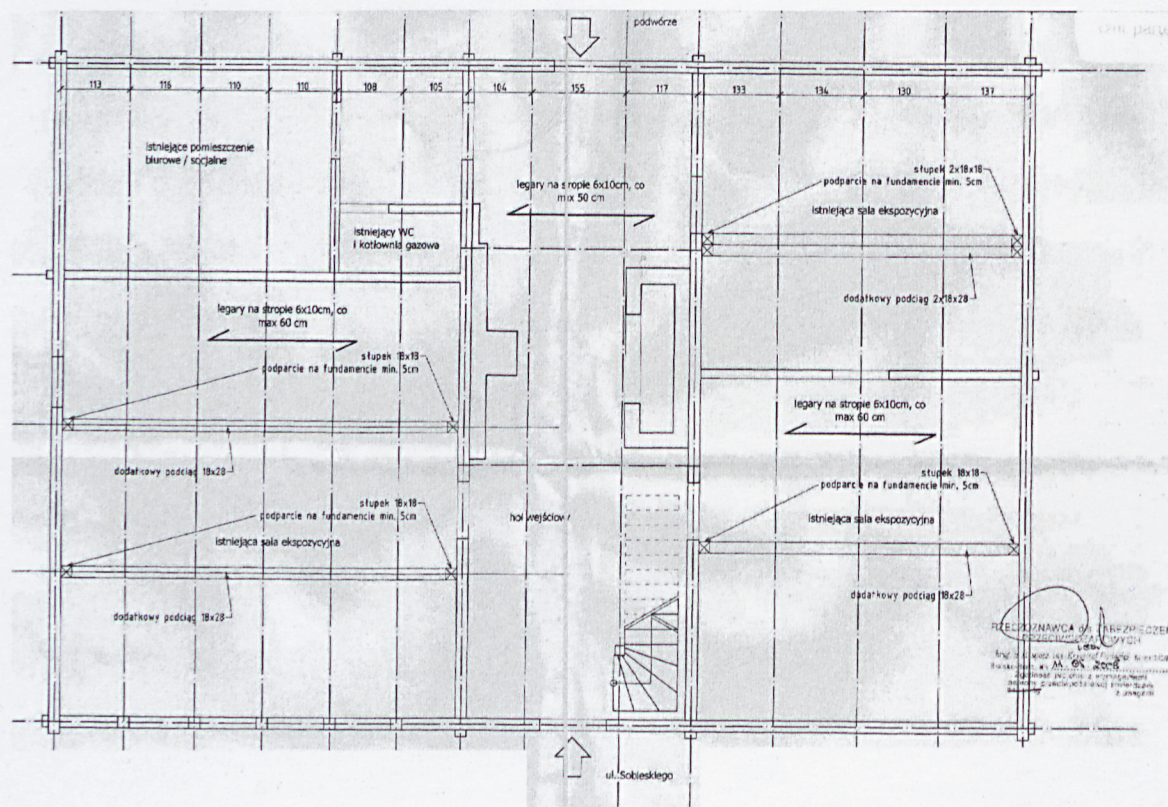 podwórze
113 116 110 110 108 105 104 155 117 133 134 130 137
istniejące pomieszczenie
biurowe / socjalne
legary na sropie 6x10cm, co
mix 50 cm
słupek 2x18x18
podparcie na fundamencie min. 5cm
istniejąca sala ekspozycyjna
istniejący WC
i kotłownia gazowa
dodatkowy podciąg 2x18x28
legary na stropie 6x10cm, co
max 60 cm
słupek 18x18
podparcie na fundamencie min. 5cm
legary na stropie 6x10cm, co
max 60 cm
dodatkowy podciąg 18x28
słupek 18x18
podparcie na fundamencie min. 5cm
istniejąca sala ekspozycyjna
hol wejściowy
słupek 18x18
podparcie na fundamencie min. 5cm
istniejąca sala ekspozycyjna
dodatkowy podciąg 18x28
dodatkowy podciąg 18x28
RZECZOZNAWCA
2008
ul. Sobieskiego